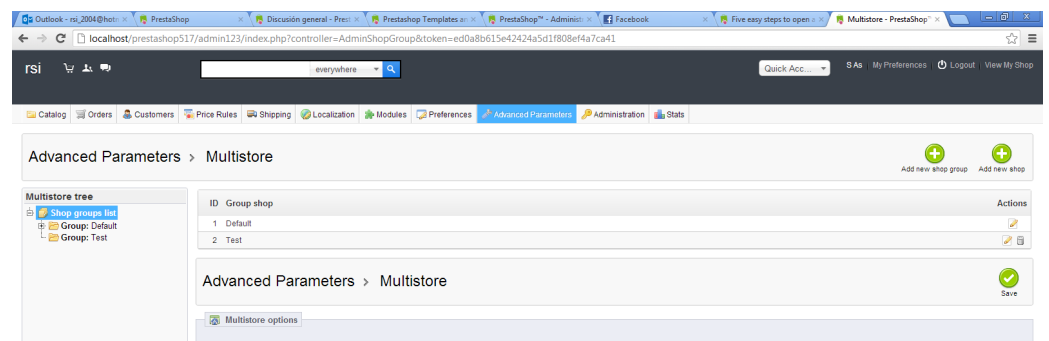 Outlook - rsi_2004@hotm
PrestaShop
Discusión general - Prest
Prestashop Templates an
PrestaShop™ - Administr
Facebook
Five easy steps to open a
Multistore - PrestaShop™
localhost/prestashop517/admin123/index.php?controller=AdminShopGroup&token=ed0a8b615e42424a5d1f808ef4a7ca41
rsi
everywhere
Quick Acc...
S As
My Preferences
Logout
View My Shop
Catalog
Orders
Customers
Price Rules
Shipping
Localization
Modules
Preferences
Advanced Parameters
Administration
Stats
Advanced Parameters > Multistore
Add new shop group
Add new shop
Multistore tree
Shop groups list
Group: Default
Group: Test
ID Group shop Actions
1 Default
2 Test
Advanced Parameters > Multistore
Save
Multistore options